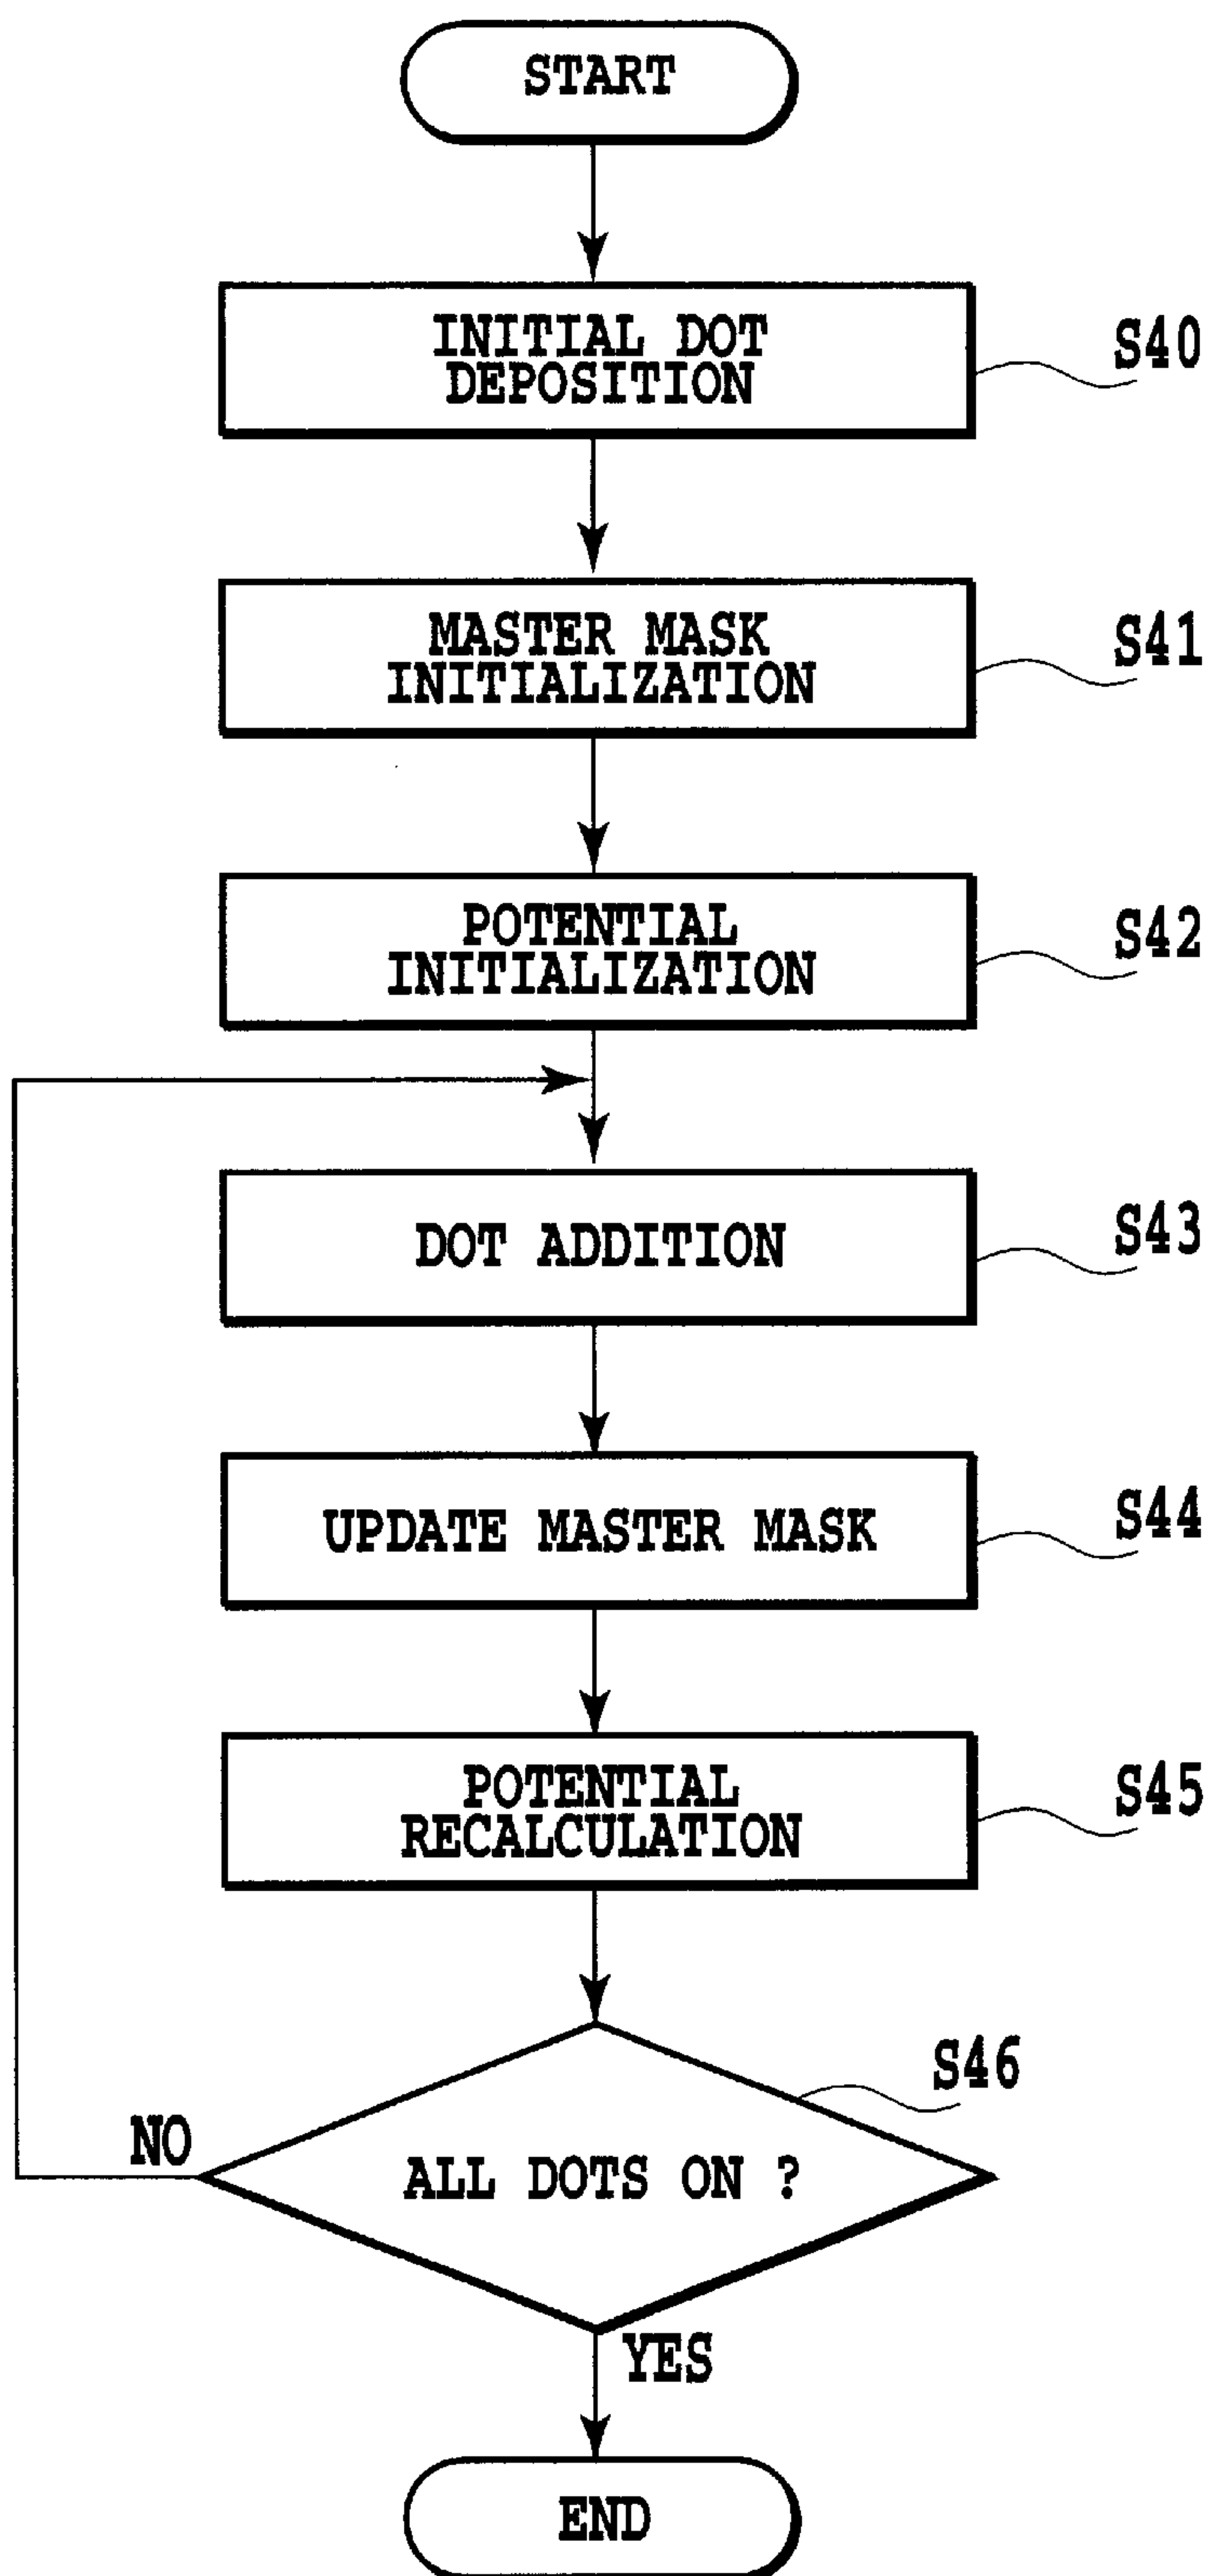 START
INITIAL DOT
DEPOSITION
S40
MASTER MASK
INITIALIZATION
S41
POTENTIAL
INITIALIZATION
S42
DOT ADDITION
S43
UPDATE MASTER MASK
S44
POTENTIAL
RECALCULATION
S45
S46
NO
ALL DOTS ON ?
YES
END